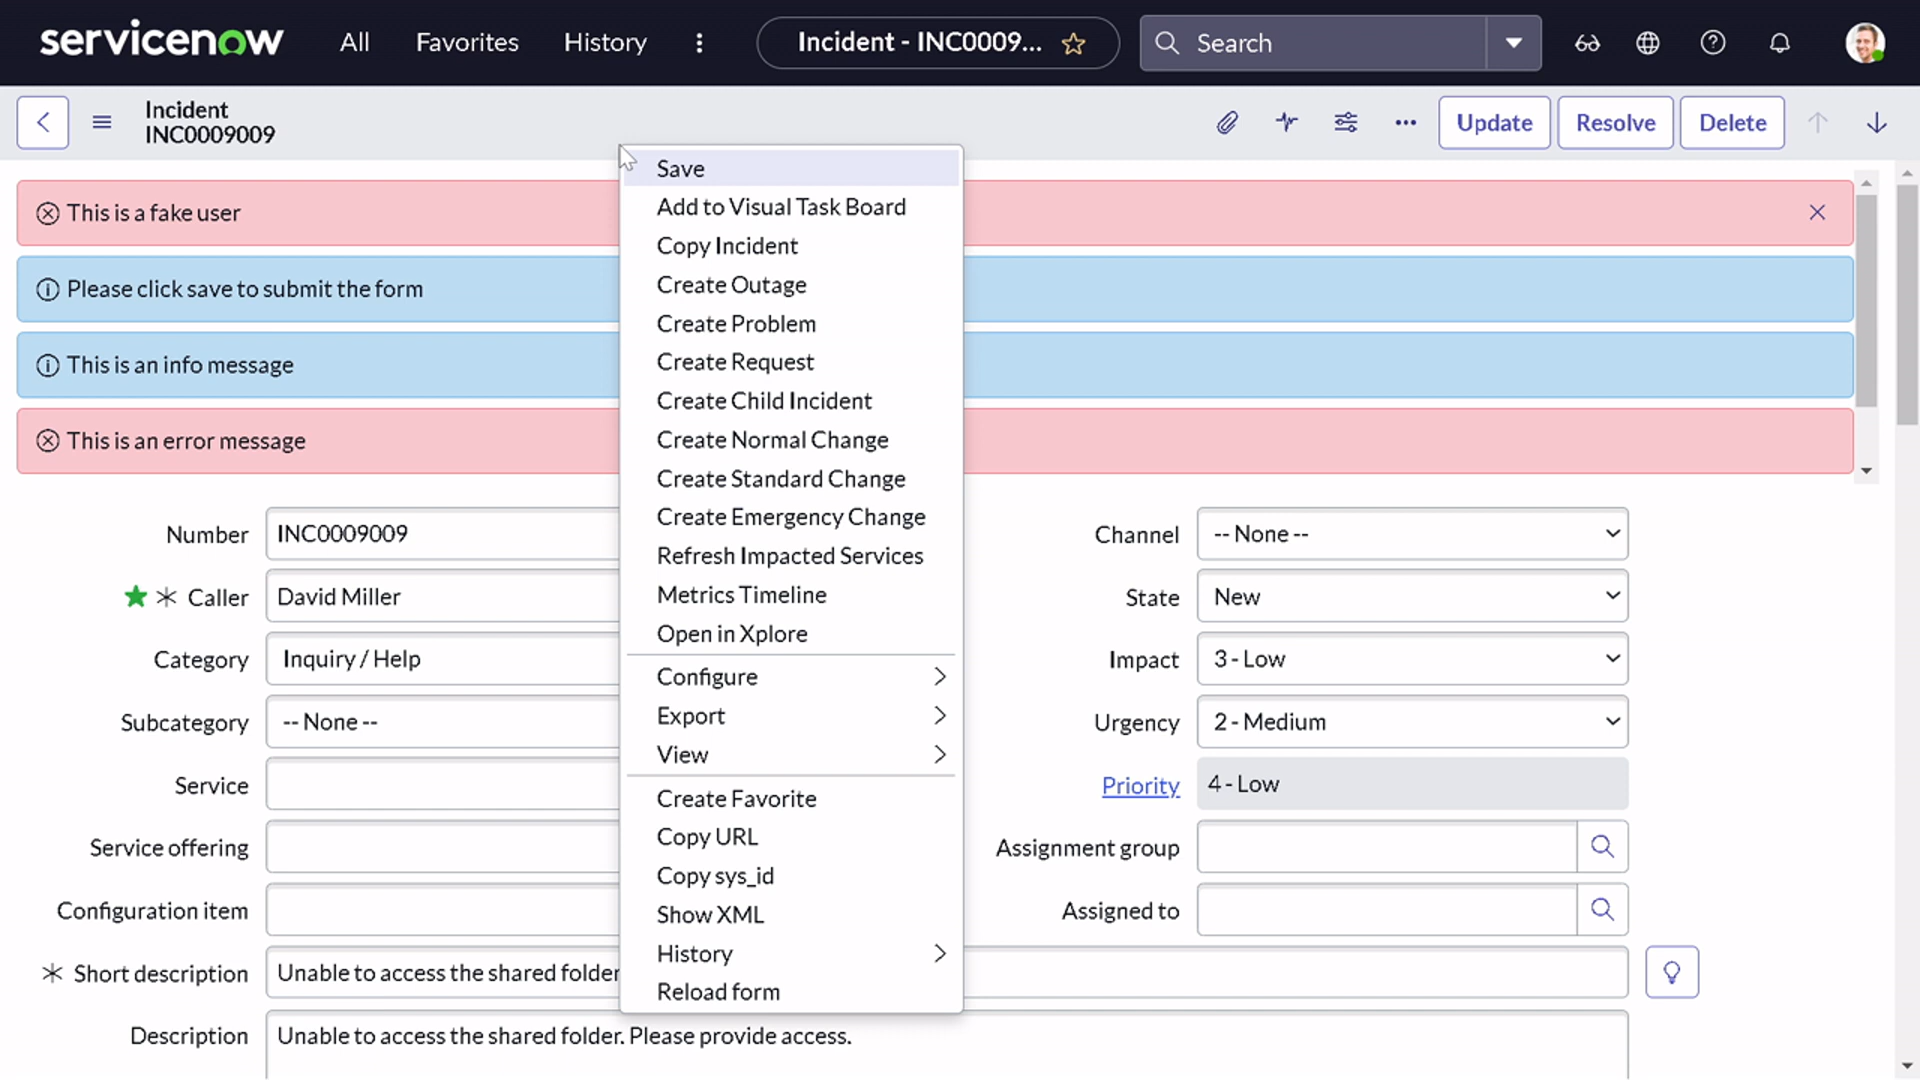 servicenow All Favorites History Incident - INC0009... Search
Incident
INC0009009
Update Resolve Delete
This is a fake user
Please click save to submit the form
This is an info message
This is an error message
Save
Add to Visual Task Board
Copy Incident
Create Outage
Create Problem
Create Request
Create Child Incident
Create Normal Change
Create Standard Change
Create Emergency Change
Refresh Impacted Services
Metrics Timeline
Open in Xplore
Configure
Export
View
Create Favorite
Copy URL
Copy sys_id
Show XML
History
Reload form
Number INC0009009
Caller David Miller
Category Inquiry / Help
Subcategory -- None --
Service
Service offering
Configuration item
Channel -- None --
State New
Impact 3 - Low
Urgency 2 - Medium
Priority 4 - Low
Assignment group
Assigned to
Short description Unable to access the shared folder
Description Unable to access the shared folder. Please provide access.